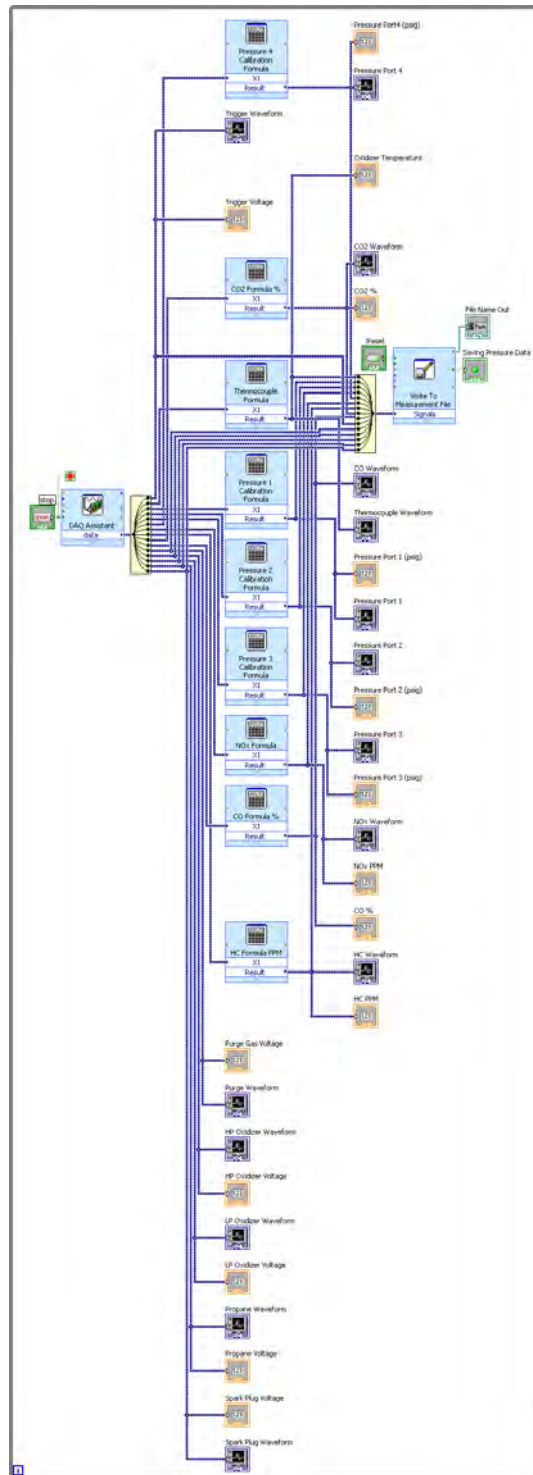 Pressure Port4 (psig)
Pressure 4
Calibration
Formula
X1
Result
Pressure Port 4
Trigger Waveform
Oxidizer Temperature
Trigger Voltage
CO2 Waveform
CO2 Formula %
X1
Result
CO2 %
File Name Out
Reset
Saving Pressure Data
Thermocouple
Formula
X1
Result
Write To
Measurement File
Signals
CO Waveform
stop
DAQ Assistant
data
Pressure 1
Calibration
Formula
X1
Result
Thermocouple Waveform
Pressure Port 1 (psig)
Pressure 2
Calibration
Formula
X1
Result
Pressure Port 1
Pressure Port 2
Pressure 3
Calibration
Formula
X1
Result
Pressure Port 2 (psig)
Pressure Port 3
NOx Formula
X1
Result
Pressure Port 3 (psig)
CO Formula %
X1
Result
NOx Waveform
NOx PPM
CO %
HC Formula PPM
X1
Result
HC Waveform
HC PPM
Purge Gas Voltage
Purge Waveform
HP Oxidizer Waveform
HP Oxidizer Voltage
LP Oxidizer Waveform
LP Oxidizer Voltage
Propane Waveform
Propane Voltage
Spark Plug Voltage
Spark Plug Waveform
i